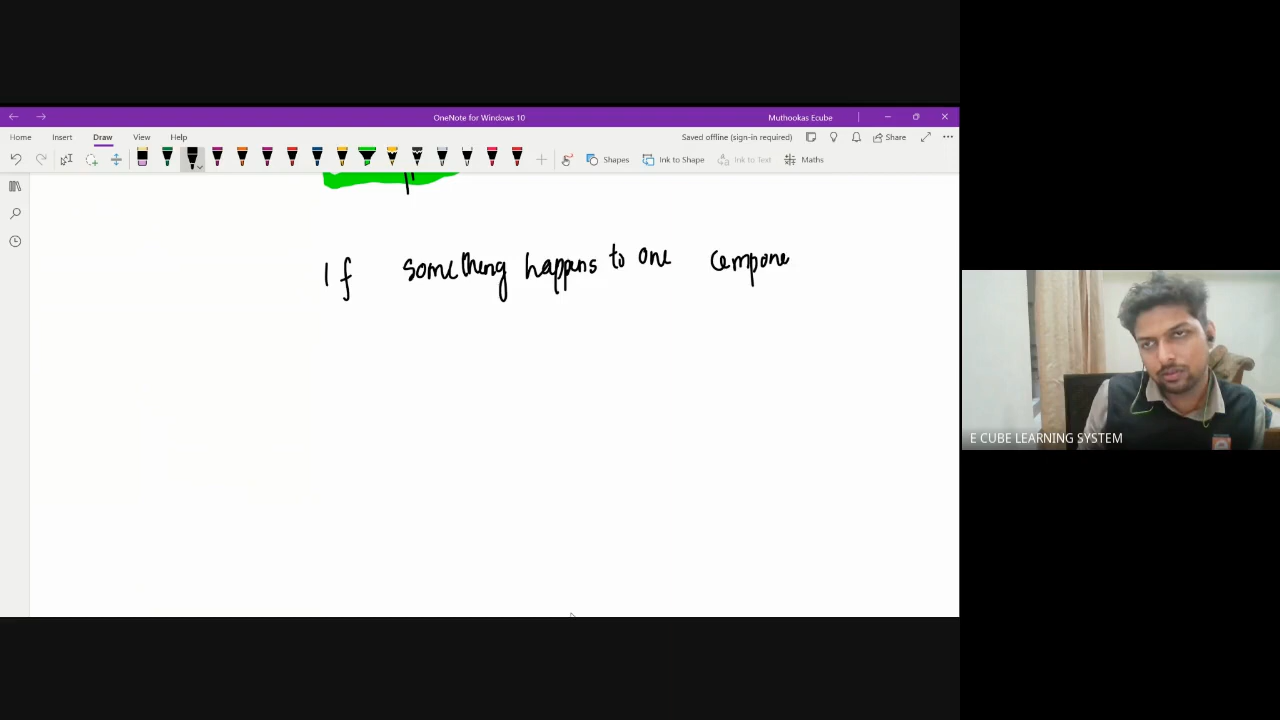 OneNote for Windows 10
Muthookas Ecube
Home Insert Draw View Help
Saved offline (sign-in required)
Share
Shapes
Ink to Shape
Ink to Text
Maths
If something happens to one compone
E CUBE LEARNING SYSTEM